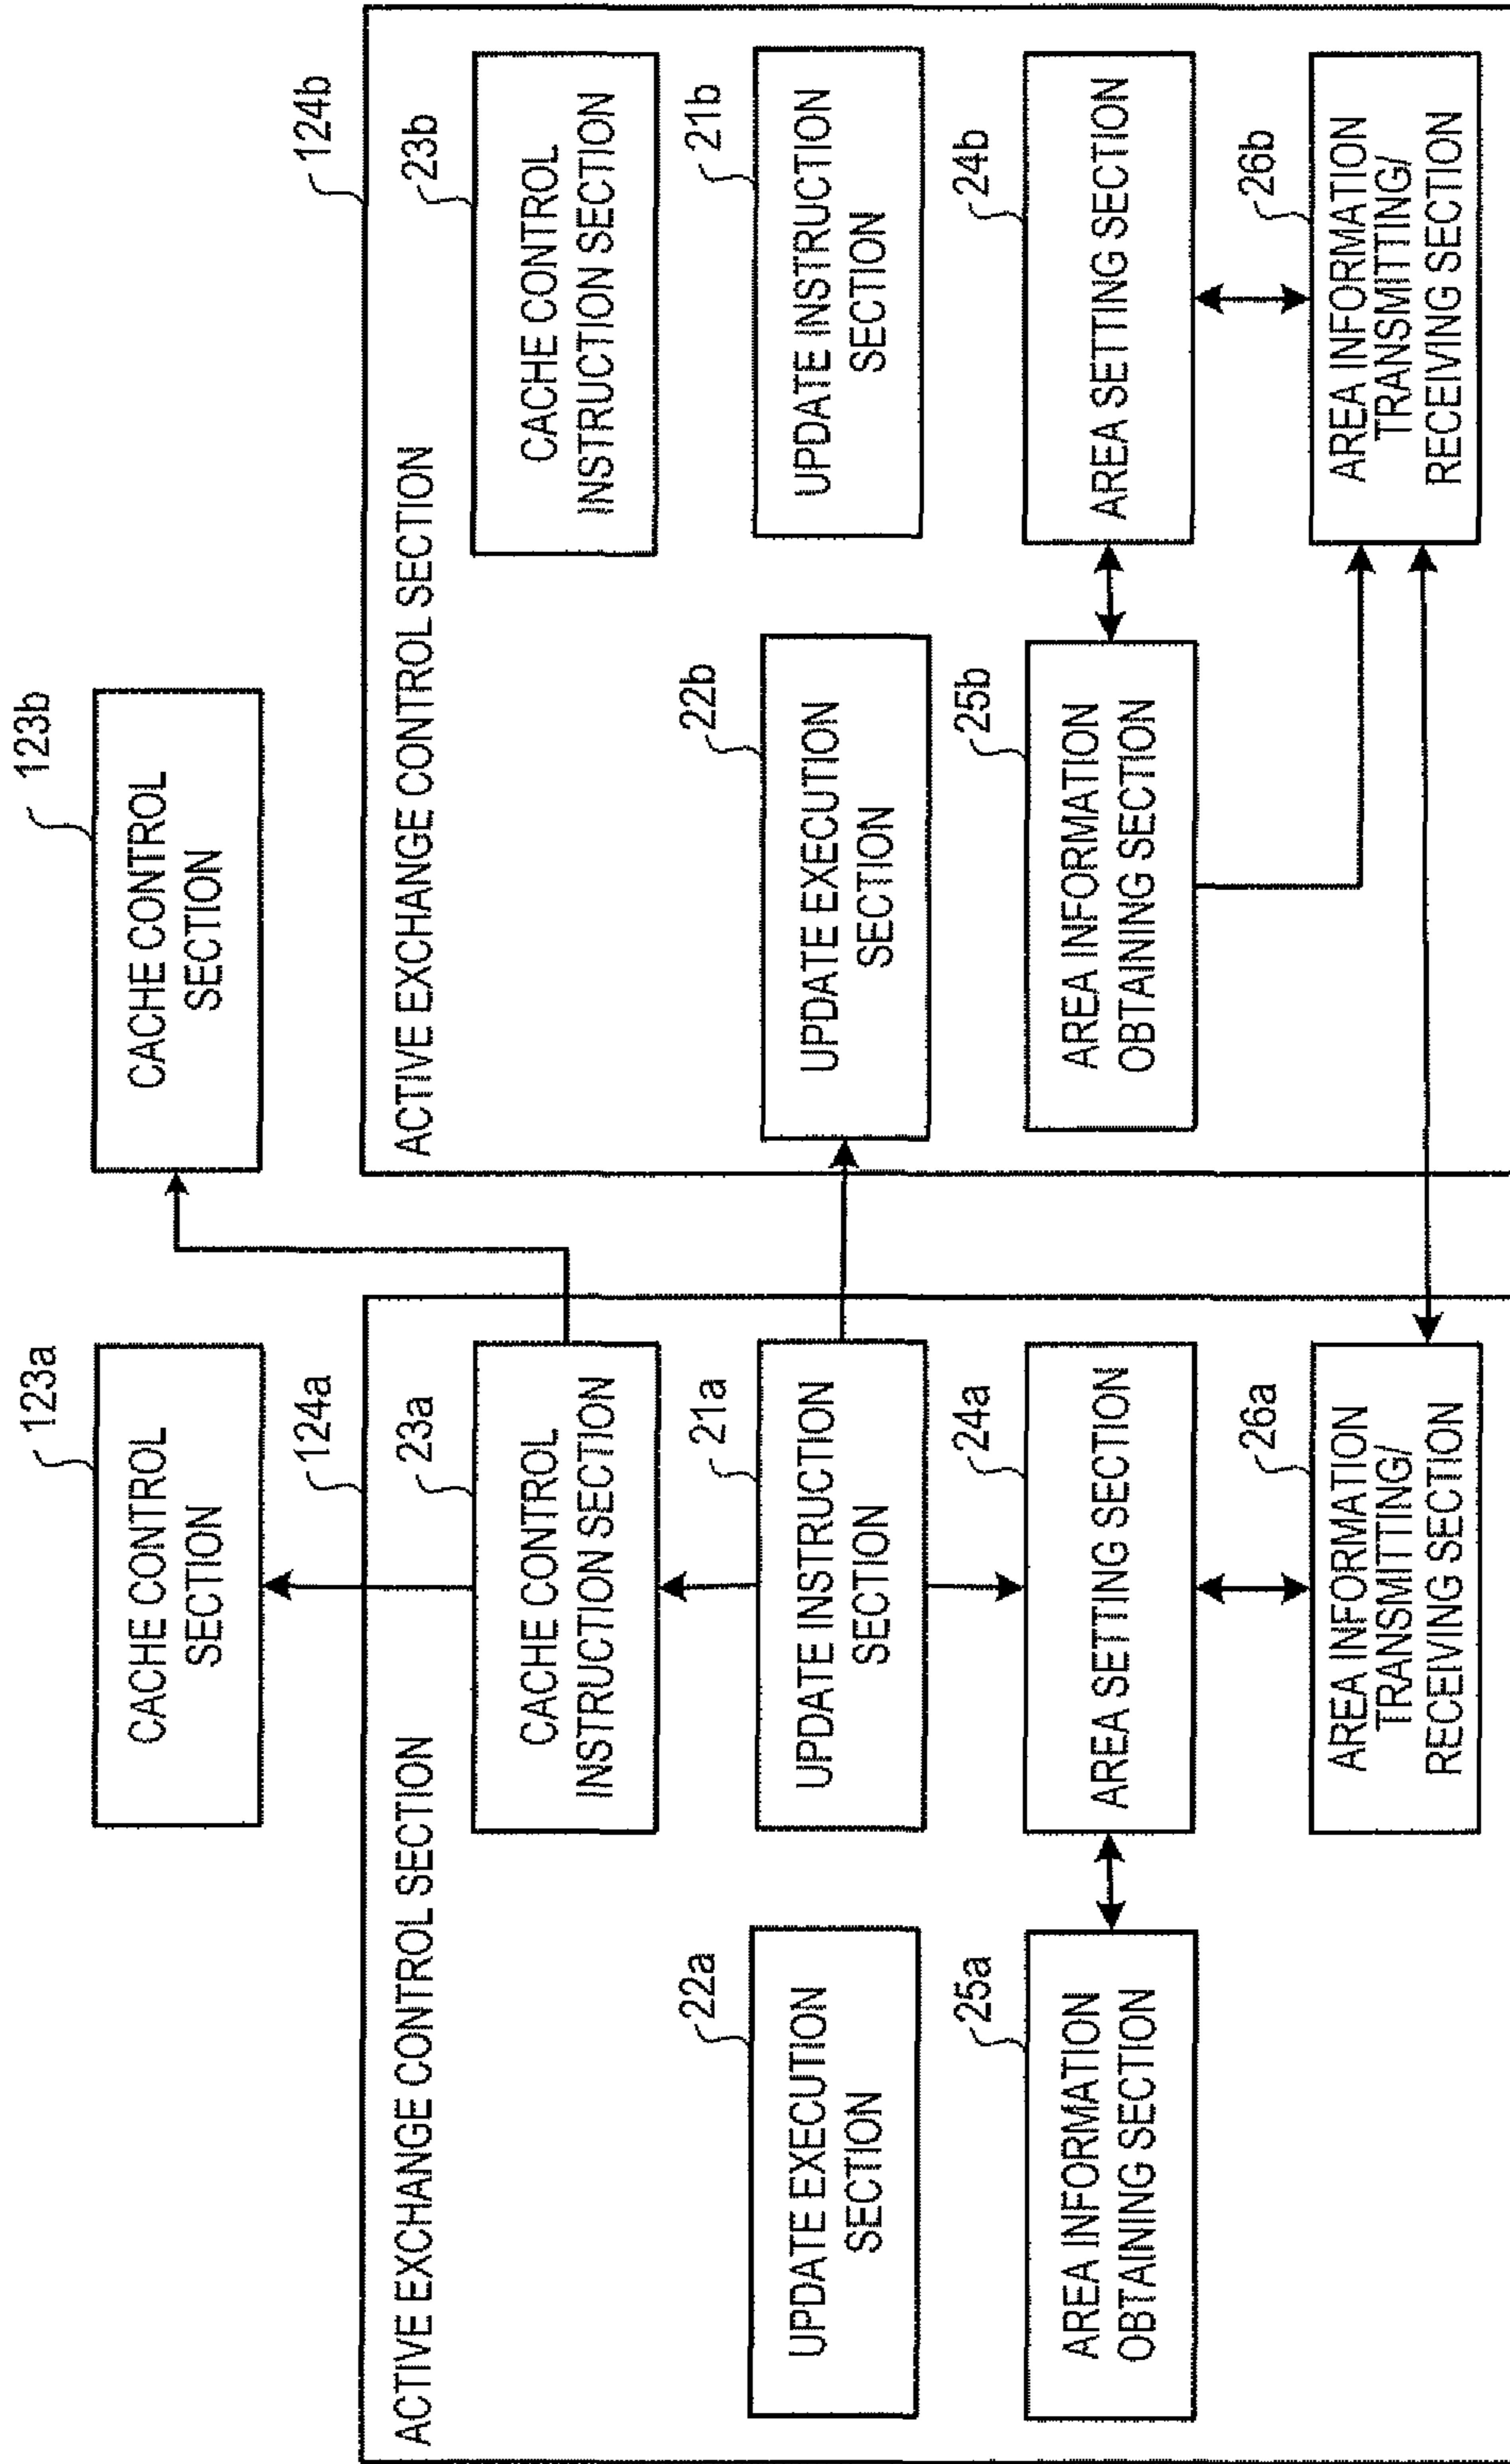 123a
CACHE CONTROL
SECTION
123b
CACHE CONTROL
SECTION
124a
ACTIVE EXCHANGE CONTROL SECTION
23a
CACHE CONTROL
INSTRUCTION SECTION
22a
UPDATE EXECUTION
SECTION
21a
UPDATE INSTRUCTION
SECTION
25a
AREA INFORMATION
OBTAINING SECTION
24a
AREA SETTING SECTION
26a
AREA INFORMATION
TRANSMITTING/
RECEIVING SECTION
124b
ACTIVE EXCHANGE CONTROL SECTION
23b
CACHE CONTROL
INSTRUCTION SECTION
22b
UPDATE EXECUTION
SECTION
21b
UPDATE INSTRUCTION
SECTION
25b
AREA INFORMATION
OBTAINING SECTION
24b
AREA SETTING SECTION
26b
AREA INFORMATION
TRANSMITTING/
RECEIVING SECTION